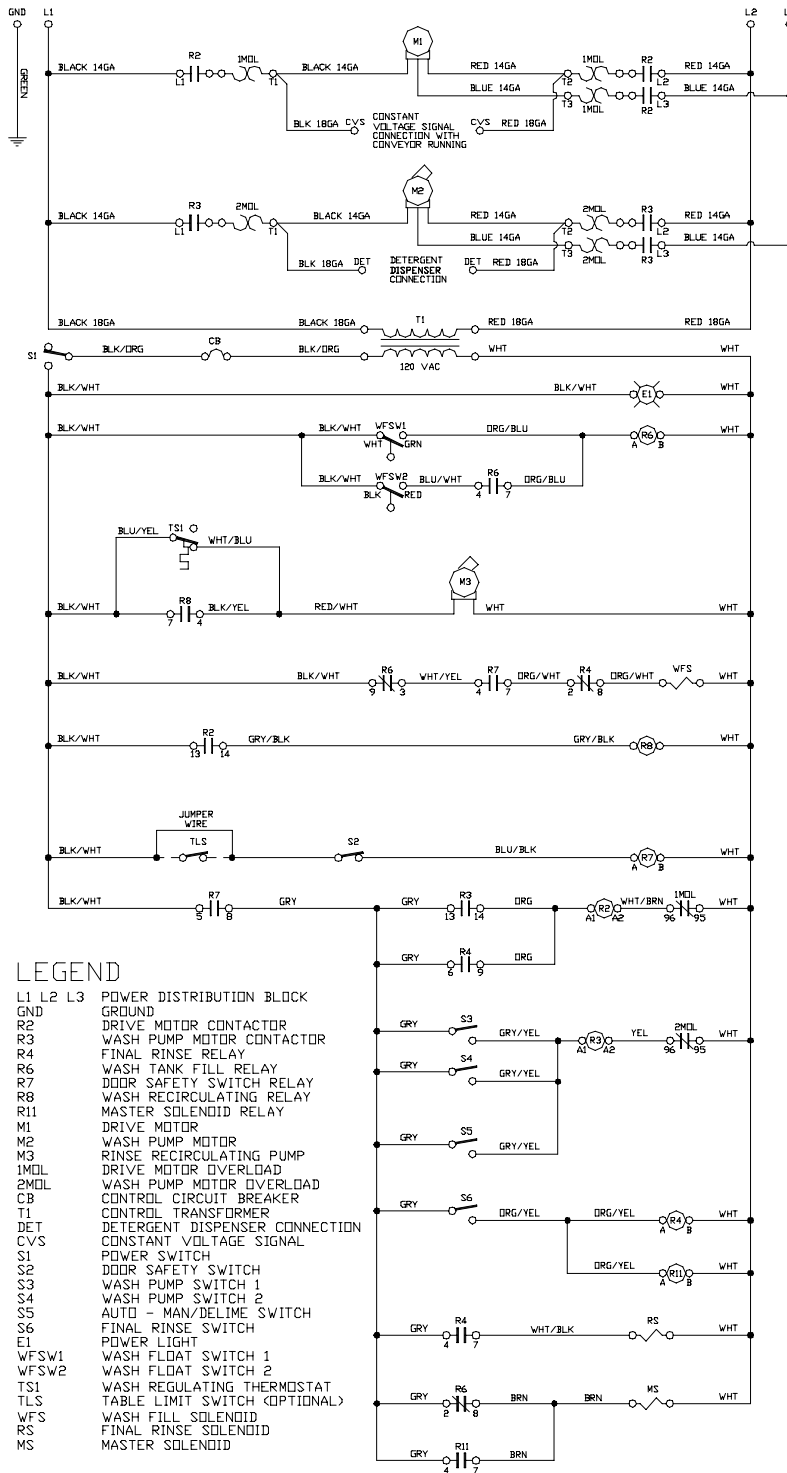 GND L1 L2 L
GREEN
M1
BLACK 14GA R2 1MOL BLACK 14GA RED 14GA 1MOL R2 RED 14GA
L1 T1 T2 L2
BLUE 14GA BLUE 14GA
T3 1MOL R2 L3
BLK 18GA CVS CONSTANT VOLTAGE SIGNAL CONNECTION WITH CONVEYOR RUNNING CVS RED 18GA
M2
BLACK 14GA R3 2MOL BLACK 14GA RED 14GA 2MOL R3 RED 14GA
L1 T1 T2 L2
BLUE 14GA BLUE 14GA
T3 2MOL R3 L3
BLK 18GA DET DETERGENT DISPENSER CONNECTION DET RED 18GA
BLACK 18GA BLACK 18GA T1 RED 18GA RED 18GA
S1 BLK/ORG CB BLK/ORG WHT WHT
120 VAC
BLK/WHT BLK/WHT E1 WHT
BLK/WHT BLK/WHT WFSW1 ORG/BLU R6 WHT
WHT GRN A B
BLK/WHT WFSW2 BLU/WHT R6 ORG/BLU
BLK RED 4 7
BLU/YEL TS1 WHT/BLU
M3
BLK/WHT R8 BLK/YEL RED/WHT WHT WHT
7 4
BLK/WHT BLK/WHT R6 WHT/YEL R7 ORG/WHT R4 ORG/WHT WFS WHT
9 3 4 7 2 8
BLK/WHT R2 GRY/BLK GRY/BLK R8 WHT
13 14
JUMPER WIRE
BLK/WHT TLS S2 BLU/BLK R7 WHT
A B
BLK/WHT R7 GRY GRY R3 ORG R2 WHT/BRN 1MOL WHT
5 8 13 14 A1 A2 96 95
GRY R4 ORG
6 9
GRY S3 GRY/YEL R3 YEL 2MOL WHT
A1 A2 96 95
GRY S4 GRY/YEL
GRY S5 GRY/YEL
GRY S6 ORG/YEL ORG/YEL R4 WHT
A B
ORG/YEL R11 WHT
A B
GRY R4 WHT/BLK RS WHT
4 7
GRY R6 BRN BRN MS WHT
2 8
GRY R11 BRN
4 7
LEGEND
L1 L2 L3 POWER DISTRIBUTION BLOCK
GND GROUND
R2 DRIVE MOTOR CONTACTOR
R3 WASH PUMP MOTOR CONTACTOR
R4 FINAL RINSE RELAY
R6 WASH TANK FILL RELAY
R7 DOOR SAFETY SWITCH RELAY
R8 WASH RECIRCULATING RELAY
R11 MASTER SOLENOID RELAY
M1 DRIVE MOTOR
M2 WASH PUMP MOTOR
M3 RINSE RECIRCULATING PUMP
1MOL DRIVE MOTOR OVERLOAD
2MOL WASH PUMP MOTOR OVERLOAD
CB CONTROL CIRCUIT BREAKER
T1 CONTROL TRANSFORMER
DET DETERGENT DISPENSER CONNECTION
CVS CONSTANT VOLTAGE SIGNAL
S1 POWER SWITCH
S2 DOOR SAFETY SWITCH
S3 WASH PUMP SWITCH 1
S4 WASH PUMP SWITCH 2
S5 AUTO - MAN/DELIME SWITCH
S6 FINAL RINSE SWITCH
E1 POWER LIGHT
WFSW1 WASH FLOAT SWITCH 1
WFSW2 WASH FLOAT SWITCH 2
TS1 WASH REGULATING THERMOSTAT
TLS TABLE LIMIT SWITCH (OPTIONAL)
WFS WASH FILL SOLENOID
RS FINAL RINSE SOLENOID
MS MASTER SOLENOID